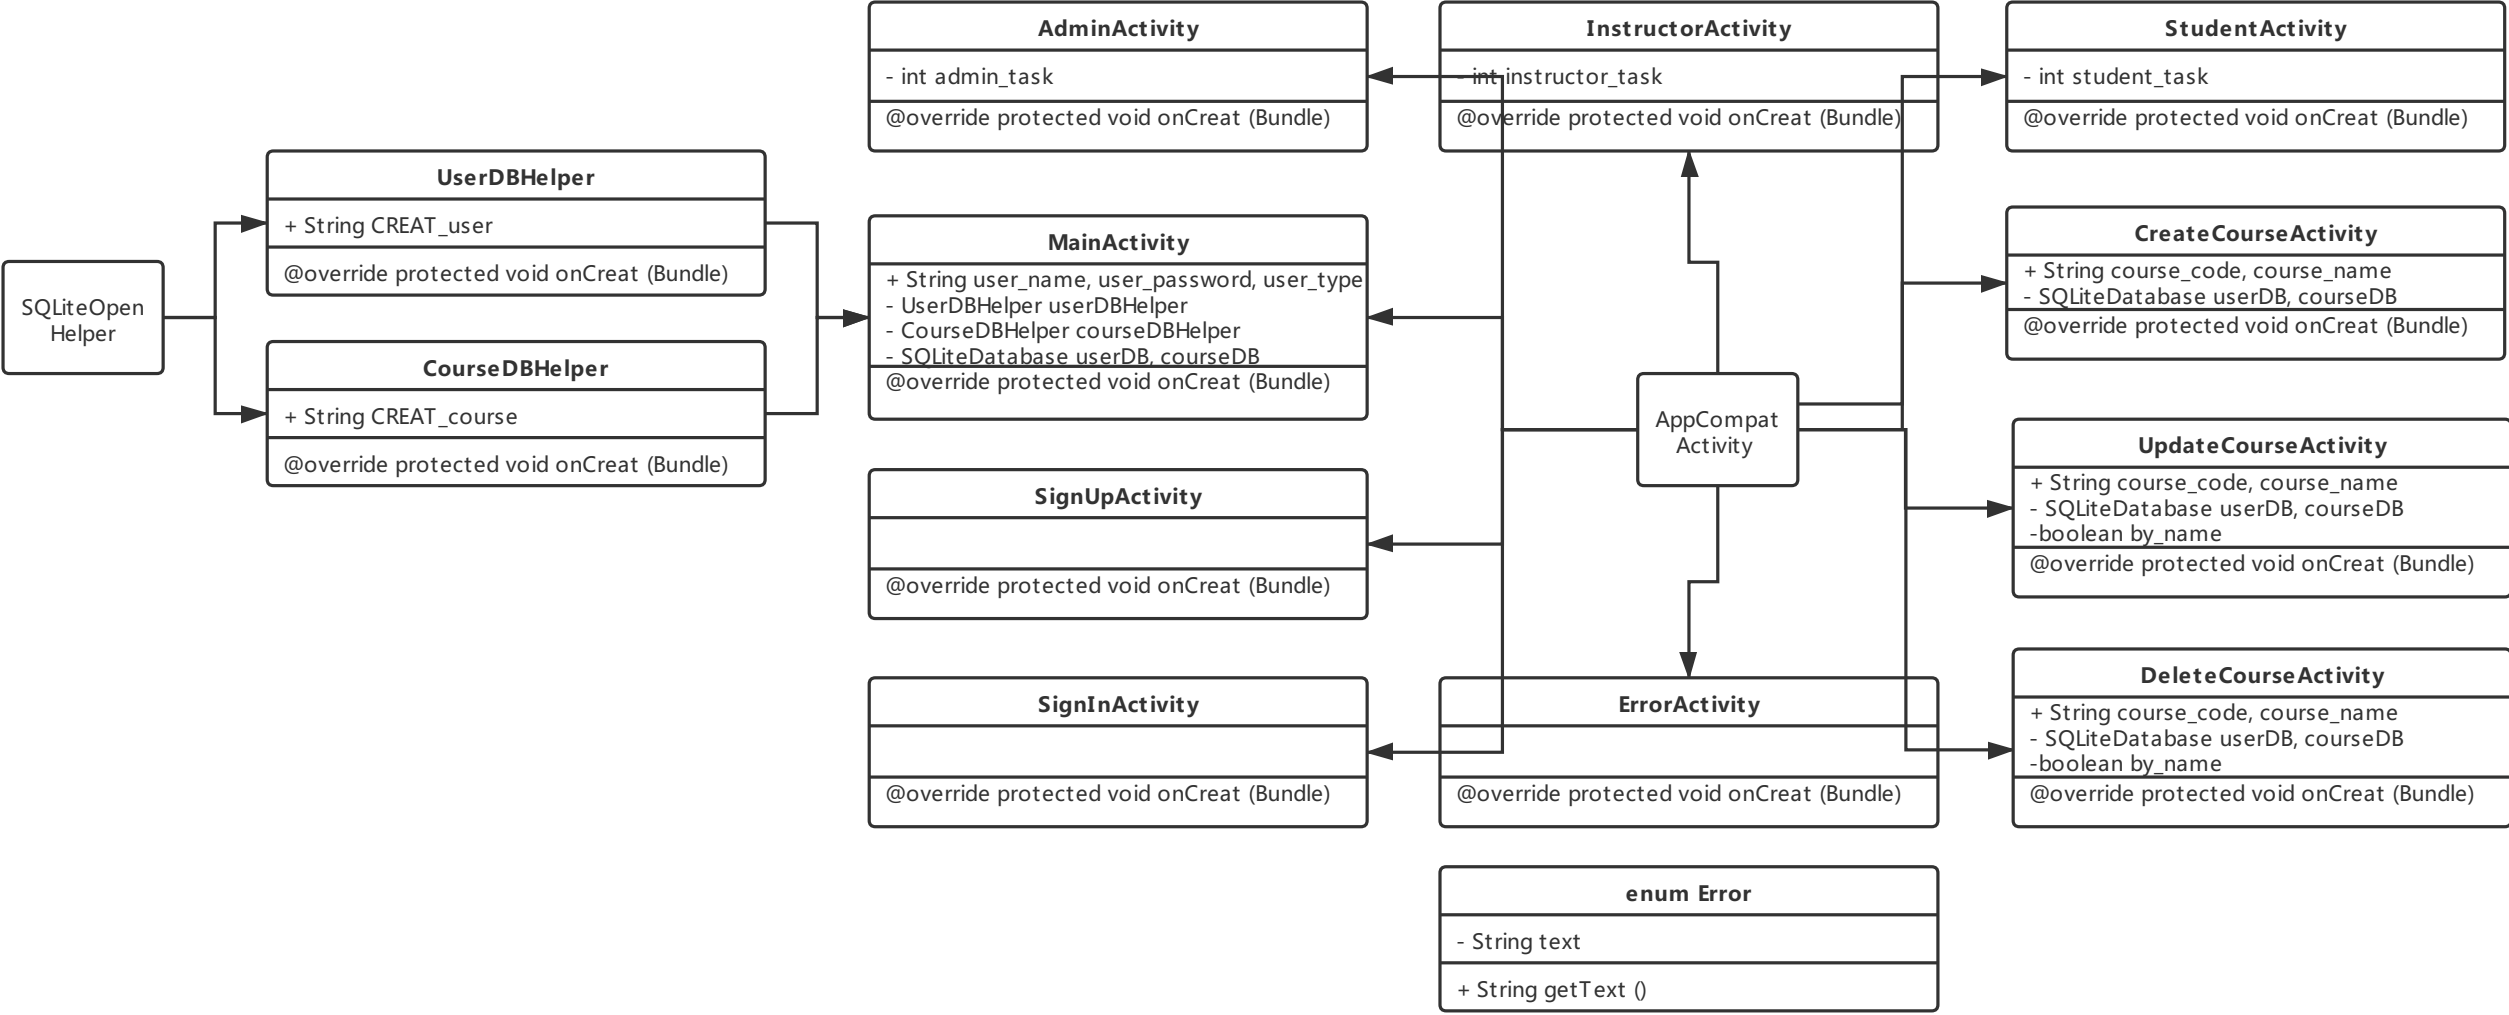 AdminActivity
- int admin_task
@override protected void onCreat (Bundle)
InstructorActivity
- int instructor_task
@override protected void onCreat (Bundle)
StudentActivity
- int student_task
@override protected void onCreat (Bundle)
UserDBHelper
+ String CREAT_user
@override protected void onCreat (Bundle)
SQLiteOpen
Helper
CourseDBHelper
+ String CREAT_course
@override protected void onCreat (Bundle)
MainActivity
+ String user_name, user_password, user_type
- UserDBHelper userDBHelper
- CourseDBHelper courseDBHelper
- SQLiteDatabase userDB, courseDB
@override protected void onCreat (Bundle)
CreateCourseActivity
+ String course_code, course_name
- SQLiteDatabase userDB, courseDB
@override protected void onCreat (Bundle)
AppCompat
Activity
SignUpActivity
@override protected void onCreat (Bundle)
UpdateCourseActivity
+ String course_code, course_name
- SQLiteDatabase userDB, courseDB
-boolean by_name
@override protected void onCreat (Bundle)
SignInActivity
@override protected void onCreat (Bundle)
ErrorActivity
@override protected void onCreat (Bundle)
DeleteCourseActivity
+ String course_code, course_name
- SQLiteDatabase userDB, courseDB
-boolean by_name
@override protected void onCreat (Bundle)
enum Error
- String text
+ String getText ()